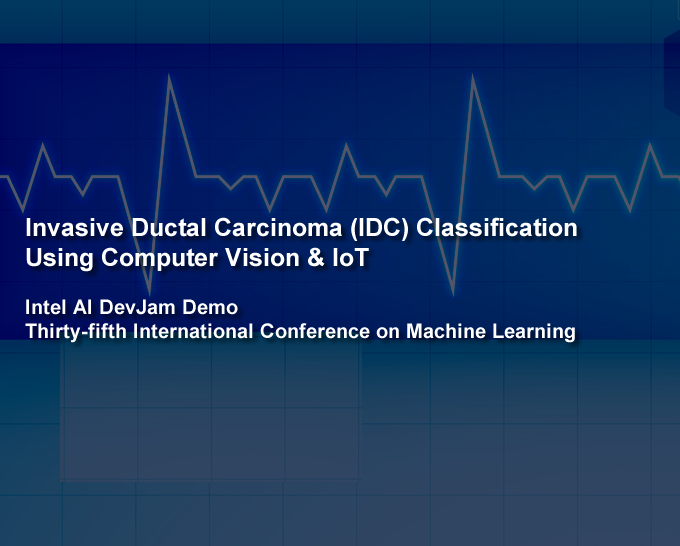 Invasive Ductal Carcinoma (IDC) Classification
Using Computer Vision & IoT
Intel AI DevJam Demo
Thirty-fifth International Conference on Machine Learning